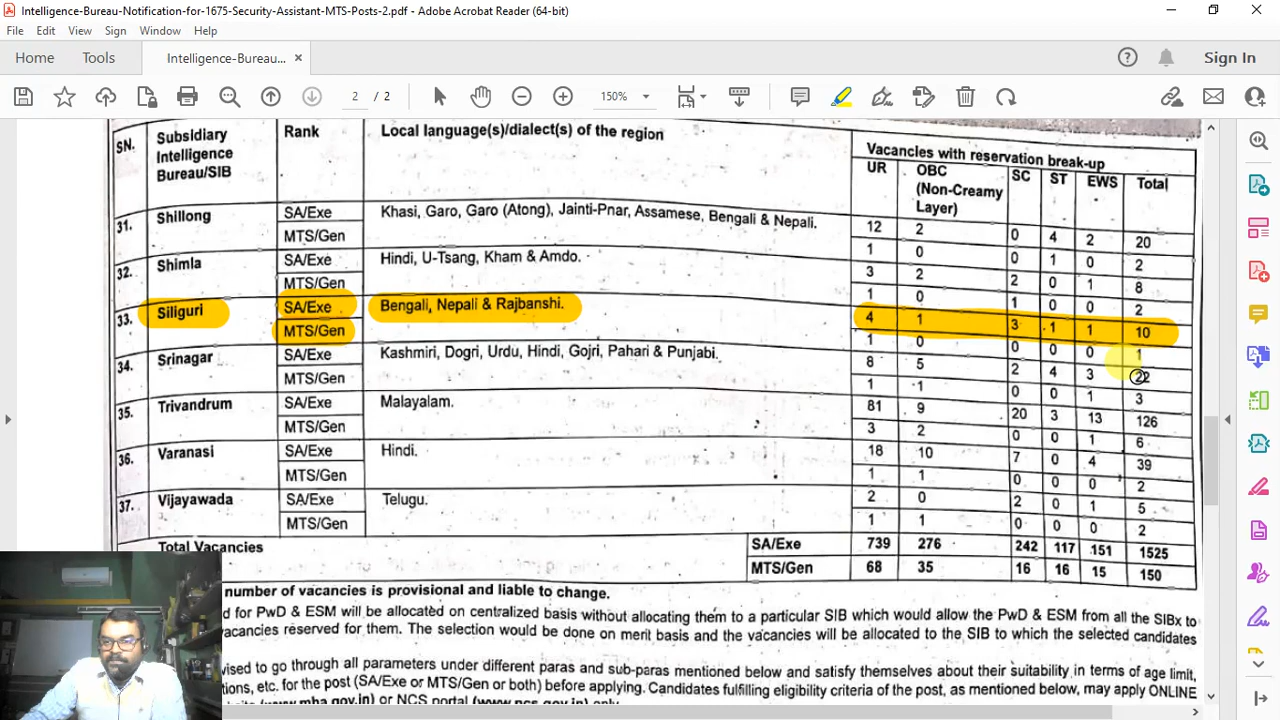 Intelligence-Bureau-Notification-for-1675-Security-Assistant-MTS-Posts-2.pdf - Adobe Acrobat Reader (64-bit)
File Edit View Sign Window Help
Home Tools Intelligence-Bureau... × Sign In
2 / 2 150%
SN. Subsidiary Intelligence Bureau/SIB Rank Local language(s)/dialect(s) of the region Vacancies with reservation break-up
UR OBC (Non-Creamy Layer) SC ST EWS Total
31. Shillong SA/Exe Khasi, Garo, Garo (Atong), Jainti-Pnar, Assamese, Bengali & Nepali. 12 2 0 4 2 20
MTS/Gen 1 0 0 1 0 2
32. Shimla SA/Exe Hindi, U-Tsang, Kham & Amdo. 3 2 2 0 1 8
MTS/Gen 1 0 1 0 0 2
33. Siliguri SA/Exe Bengali, Nepali & Rajbanshi. 4 1 3 1 1 10
MTS/Gen 1 0 0 0 0 1
34. Srinagar SA/Exe Kashmiri, Dogri, Urdu, Hindi, Gojri, Pahari & Punjabi. 8 5 2 4 3 22
MTS/Gen 1 1 0 0 1 3
35. Trivandrum SA/Exe Malayalam. 81 9 20 3 13 126
MTS/Gen 3 2 0 0 1 6
36. Varanasi SA/Exe Hindi. 18 10 7 0 4 39
MTS/Gen 1 1 0 0 0 2
37. Vijayawada SA/Exe Telugu. 2 0 2 0 1 5
MTS/Gen 1 1 0 0 0 2
Total Vacancies SA/Exe 739 276 242 117 151 1525
MTS/Gen 68 35 16 16 15 150
number of vacancies is provisional and liable to change.
d for PwD & ESM will be allocated on centralized basis without allocating them to a particular SIB which would allow the PwD & ESM from all the SIBx to
vacancies reserved for them. The selection would be done on merit basis and the vacancies will be allocated to the SIB to which the selected candidates
vised to go through all parameters under different paras and sub-paras mentioned below and satisfy themselves about their suitability in terms of age limit,
tions, etc. for the post (SA/Exe or MTS/Gen or both) before applying. Candidates fulfilling eligibility criteria of the post, as mentioned below, may apply ONLINE
(www.mha.gov.in) or NCS portal (www.ncs.gov.in) only.